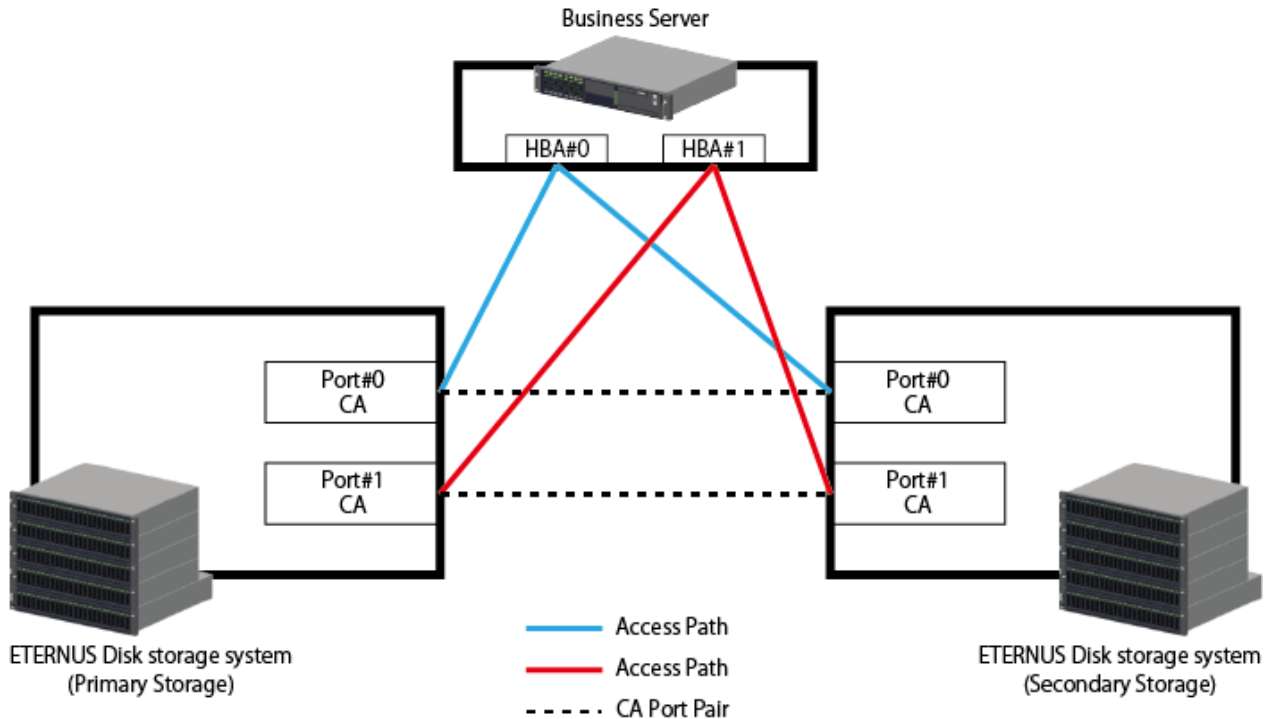 Business Server
HBA#0
HBA#1
Port#0
CA
Port#1
CA
Port#0
CA
Port#1
CA
ETERNUS Disk storage system
(Primary Storage)
ETERNUS Disk storage system
(Secondary Storage)
Access Path
Access Path
CA Port Pair